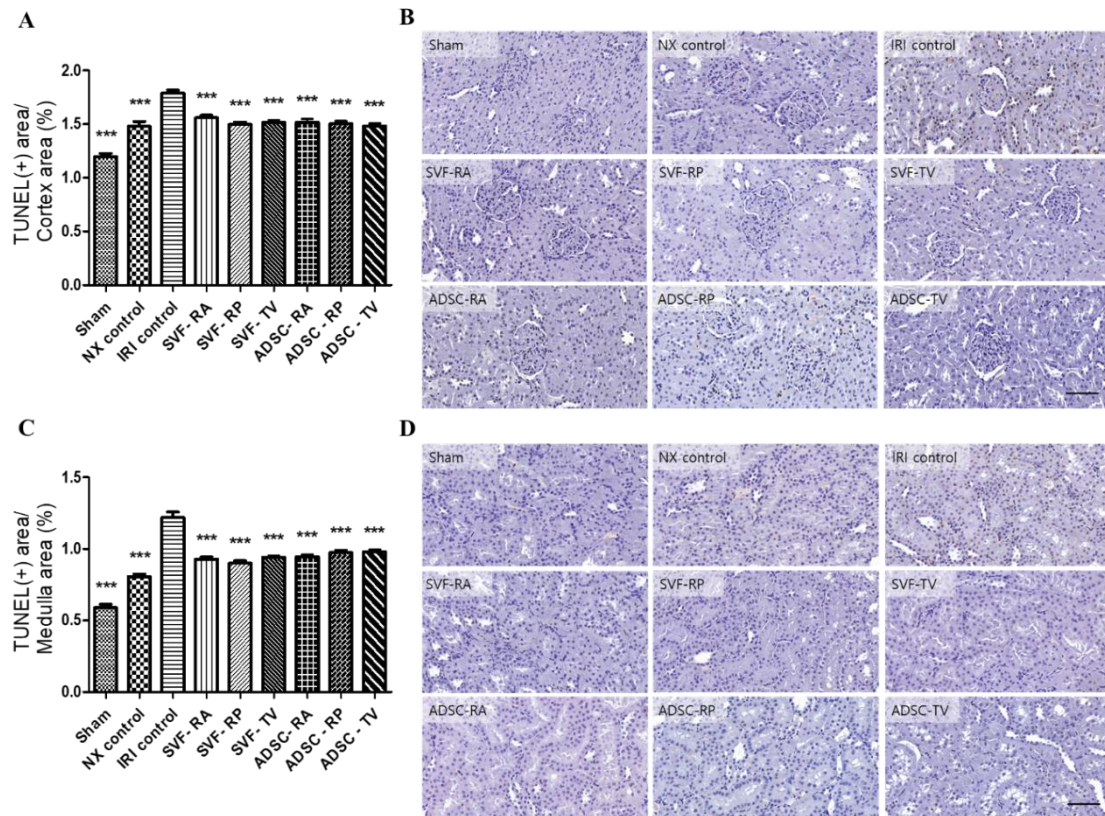 A
TUNEL(+) area/
Cortex area (%)
2.0
1.5
1.0
0.5
0.0
***
***
***
***
***
***
***
***
Sham
NX control
IRI control
SVF- RA
SVF- RP
SVF- TV
ADSC- RA
ADSC - RP
ADSC - TV
B
Sham
NX control
IRI control
SVF-RA
SVF-RP
SVF-TV
ADSC-RA
ADSC-RP
ADSC-TV
C
TUNEL(+) area/
Medulla area (%)
1.5
1.0
0.5
0.0
***
***
***
***
***
***
***
***
Sham
NX control
IRI control
SVF- RA
SVF- RP
SVF- TV
ADSC- RA
ADSC - RP
ADSC - TV
D
Sham
NX control
IRI control
SVF-RA
SVF-RP
SVF-TV
ADSC-RA
ADSC-RP
ADSC-TV